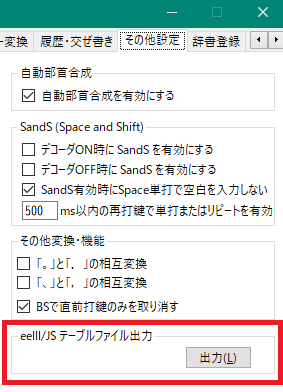 ー変換 履歴・交ぜ書き その他設定 辞書登録
自動部首合成
自動部首合成を有効にする
SandS (Space and Shift)
デコーダON時に SandS を有効にする
デコーダOFF時に SandS を有効にする
SandS有効時にSpace単打で空白を入力しない
500 ms以内の再打鍵で単打またはリピートを有効
その他変換・機能
「。」と「．」の相互変換
「、」と「，」の相互変換
BSで直前打鍵のみを取り消す
eelll/JS テーブルファイル出力
出力(L)